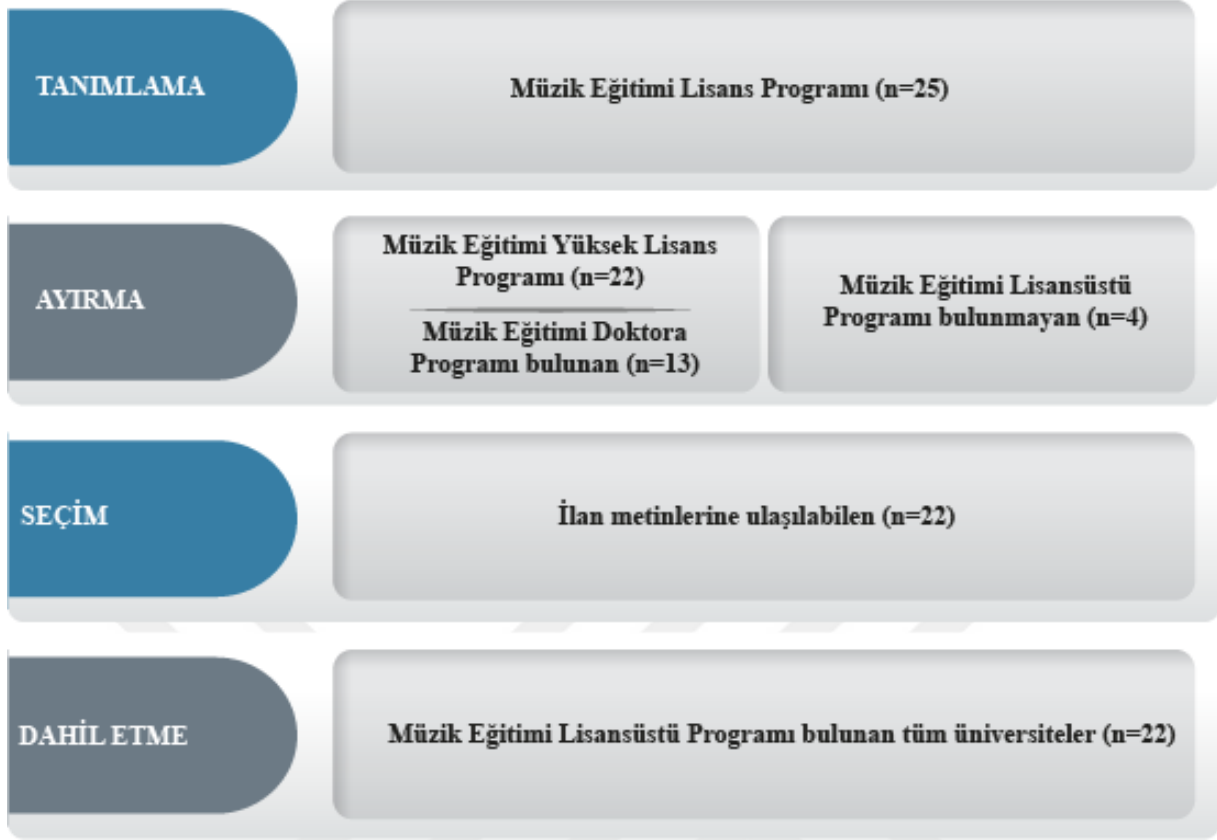 TANIMLAMA
Müzik Eğitimi Lisans Programı (n=25)
AYIRMA
Müzik Eğitimi Yüksek Lisans
Programı (n=22)
Müzik Eğitimi Doktora
Programı bulunan (n=13)
Müzik Eğitimi Lisansüstü
Programı bulunmayan (n=4)
SEÇİM
İlan metinlerine ulaşılabilen (n=22)
DAHİL ETME
Müzik Eğitimi Lisansüstü Programı bulunan tüm üniversiteler (n=22)